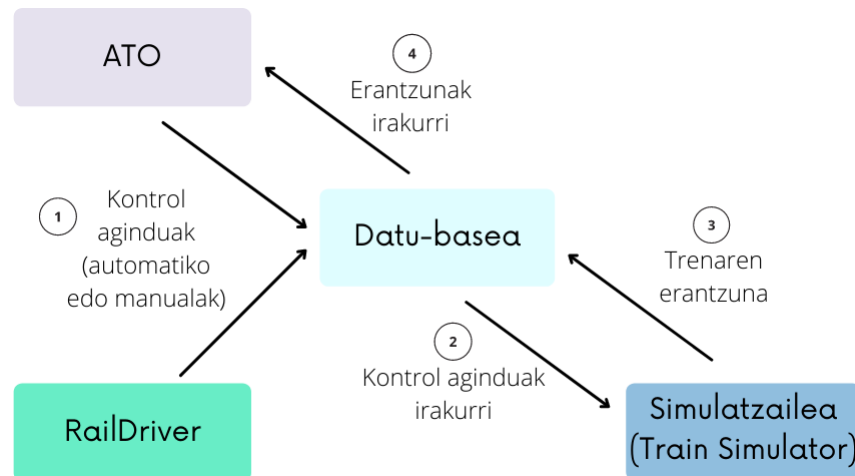 ATO
4
Erantzunak
irakurri
1
Kontrol
aginduak
(automatiko
edo manualak)
Datu-basea
3
Trenaren
erantzuna
2
Kontrol aginduak
irakurri
RailDriver
Simulatzailea
(Train Simulator)